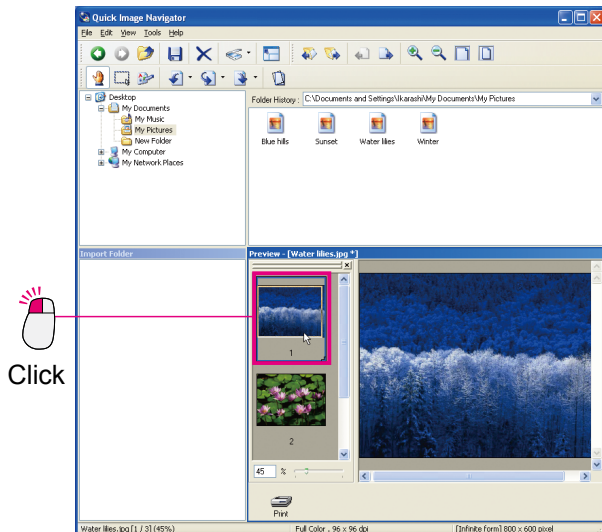 Quick Image Navigator
File Edit View Tools Help
Desktop
My Documents
My Music
My Pictures
New Folder
My Computer
My Network Places
Folder History : C:\Documents and Settings\Ikarashi\My Documents\My Pictures
Blue hills Sunset Water lilies Winter
Import Folder
Preview - [Water lilies.jpg *]
1
Click
2
45 %
Print
Water lilies.jpg [1 / 3] (45%) Full Color , 96 x 96 dpi [Infinite form] 800 x 600 pixel